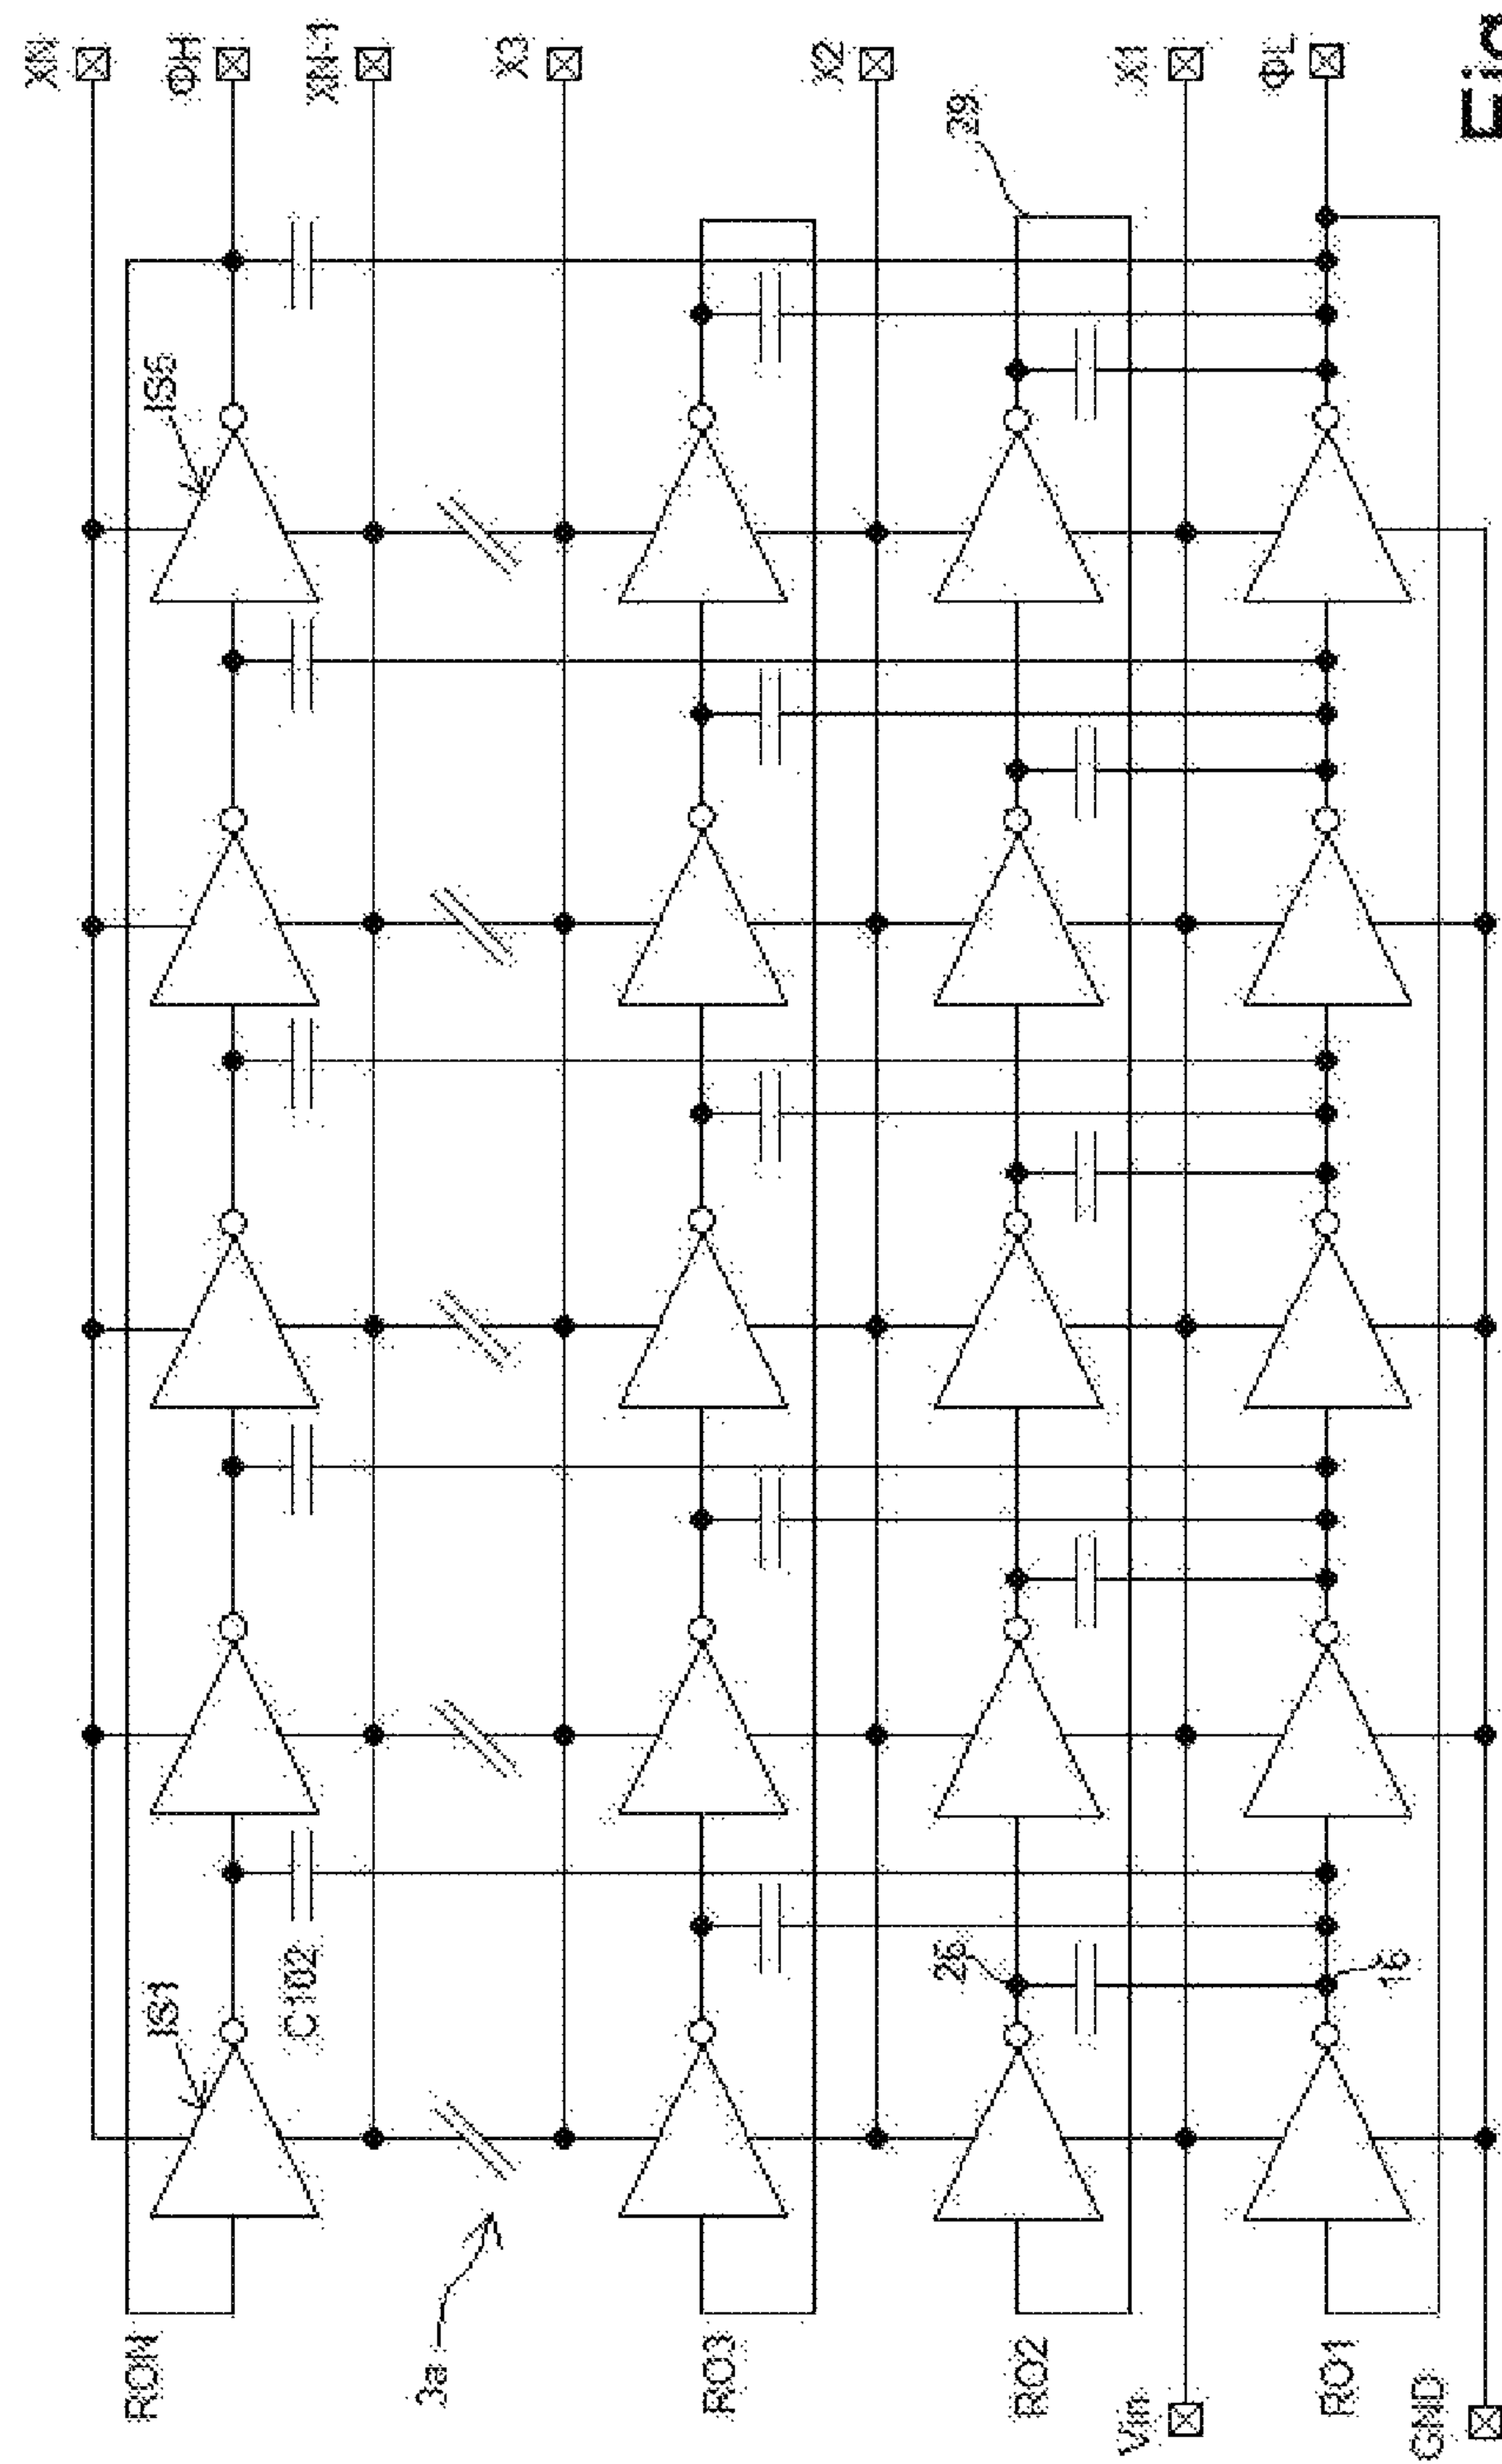 XN
ΦH
XN-1
X3
X2
X1
ΦL
39
IS5
IS1
C102
26
16
3a
RON
RO3
RO2
Vin
RO1
GND